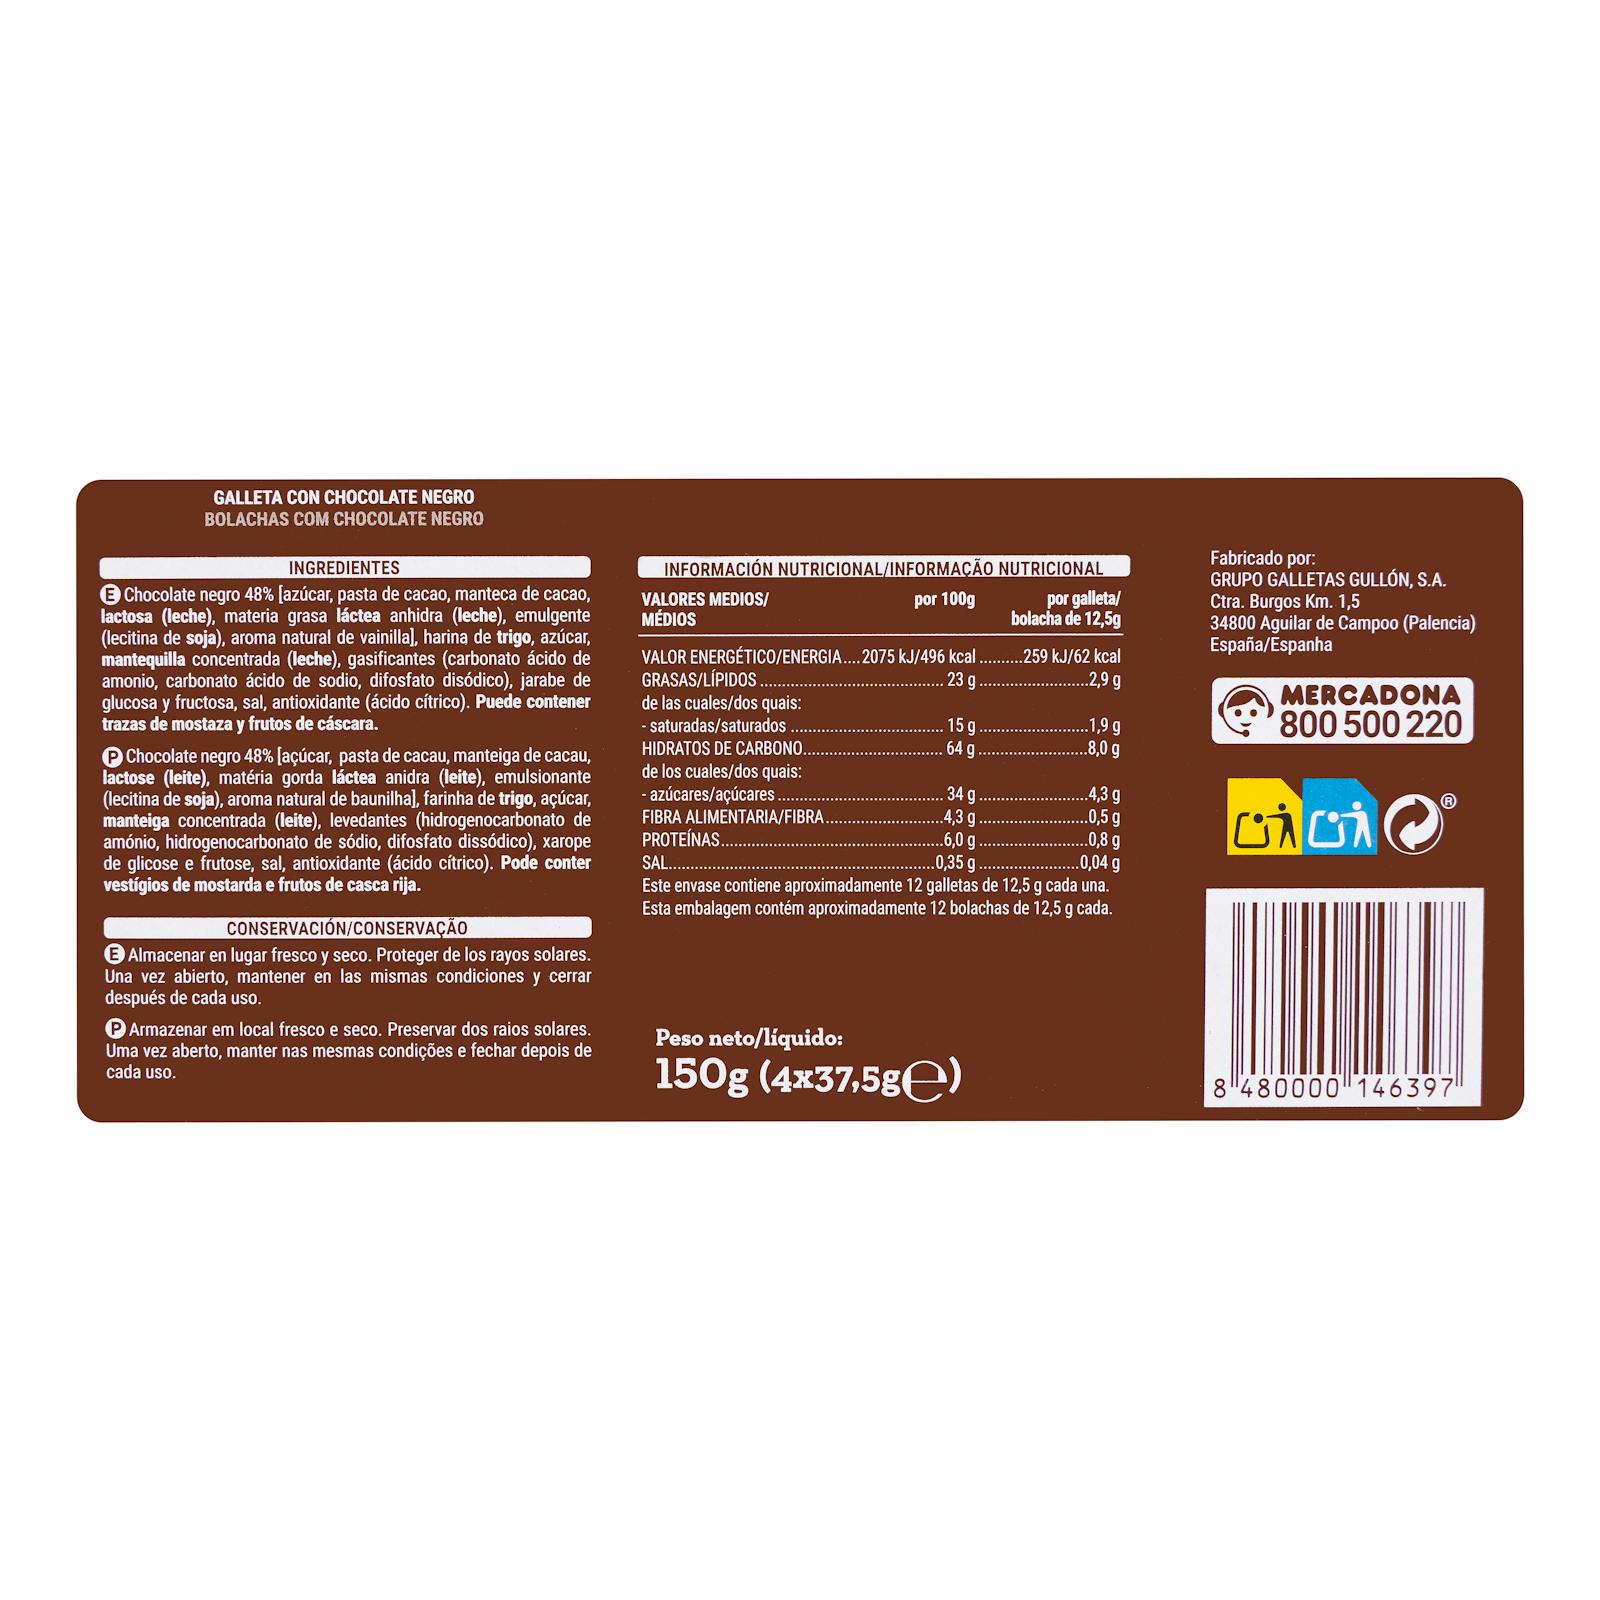 GALLETA CON CHOCOLATE NEGRO
BOLACHAS COM CHOCOLATE NEGRO
INGREDIENTES
E Chocolate negro 48% [azúcar, pasta de cacao, manteca de cacao,
lactosa (leche), materia grasa láctea anhidra (leche), emulgente
(lecitina de soja), aroma natural de vainilla], harina de trigo, azúcar,
mantequilla concentrada (leche), gasificantes (carbonato ácido de
amonio, carbonato ácido de sodio, difosfato disódico), jarabe de
glucosa y fructosa, sal, antioxidante (ácido cítrico). Puede contener
trazas de mostaza y frutos de cáscara.
P Chocolate negro 48% [açúcar, pasta de cacau, manteiga de cacau,
lactose (leite), matéria gorda láctea anidra (leite), emulsionante
(lecitina de soja), aroma natural de baunilha], farinha de trigo, açúcar,
manteiga concentrada (leite), levedantes (hidrogenocarbonato de
amónio, hidrogenocarbonato de sódio, difosfato dissódico), xarope
de glicose e frutose, sal, antioxidante (ácido cítrico). Pode conter
vestígios de mostarda e frutos de casca rija.
CONSERVACIÓN/CONSERVAÇÃO
E Almacenar en lugar fresco y seco. Proteger de los rayos solares.
Una vez abierto, mantener en las mismas condiciones y cerrar
después de cada uso.
P Armazenar em local fresco e seco. Preservar dos raios solares.
Uma vez aberto, manter nas mesmas condições e fechar depois de
cada uso.
INFORMACIÓN NUTRICIONAL/INFORMAÇÃO NUTRICIONAL
VALORES MEDIOS/ por 100g por galleta/
MÉDIOS bolacha de 12,5g
VALOR ENERGÉTICO/ENERGIA....2075 kJ/496 kcal..........259 kJ/62 kcal
GRASAS/LÍPIDOS.......... 23 g..........2,9 g
de las cuales/dos quais:
- saturadas/saturados.......... 15 g..........1,9 g
HIDRATOS DE CARBONO.......... 64 g..........8,0 g
de los cuales/dos quais:
- azúcares/açúcares.......... 34 g..........4,3 g
FIBRA ALIMENTARIA/FIBRA..........4,3 g..........0,5 g
PROTEÍNAS..........6,0 g..........0,8 g
SAL..........0,35 g..........0,04 g
Este envase contiene aproximadamente 12 galletas de 12,5 g cada una.
Esta embalagem contém aproximadamente 12 bolachas de 12,5 g cada.
Peso neto/líquido:
150g (4x37,5g℮)
Fabricado por:
GRUPO GALLETAS GULLÓN, S.A.
Ctra. Burgos Km. 1,5
34800 Aguilar de Campoo (Palencia)
España/Espanha
MERCADONA
800 500 220
®
8 480000 146397